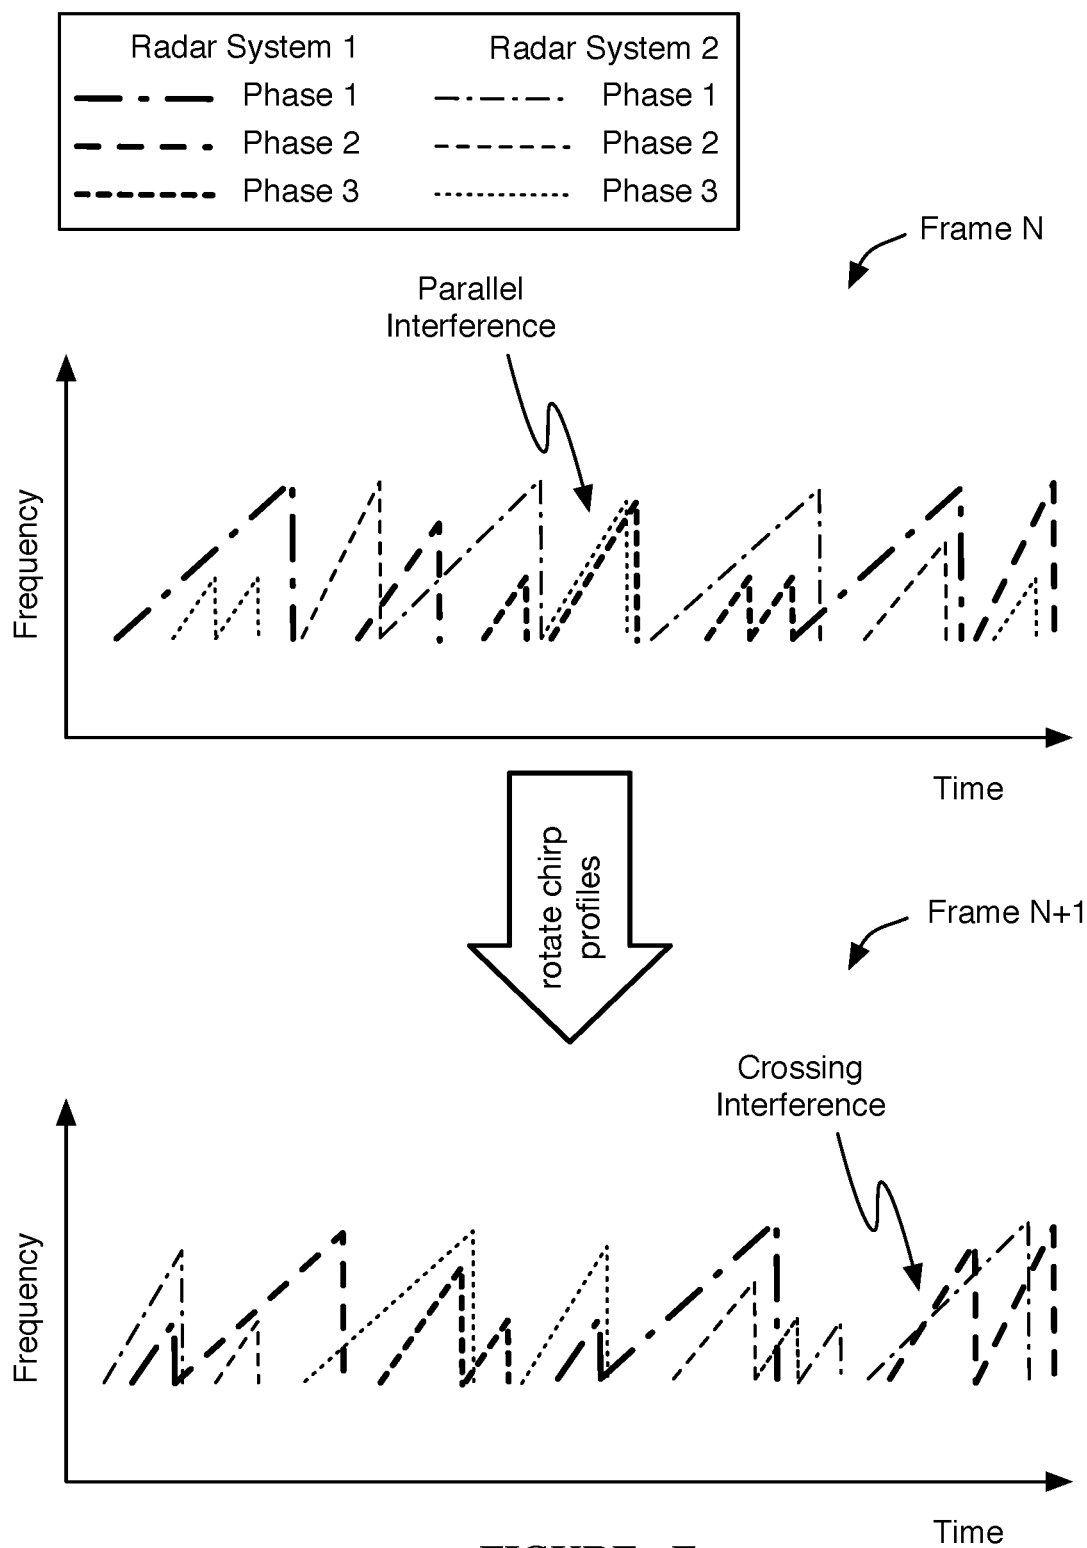 Radar System 1 Radar System 2
Phase 1 Phase 1
Phase 2 Phase 2
Phase 3 Phase 3
Frame N
Parallel
Interference
Frequency
Time
rotate chirp
profiles
Frame N+1
Crossing
Interference
Frequency
Time